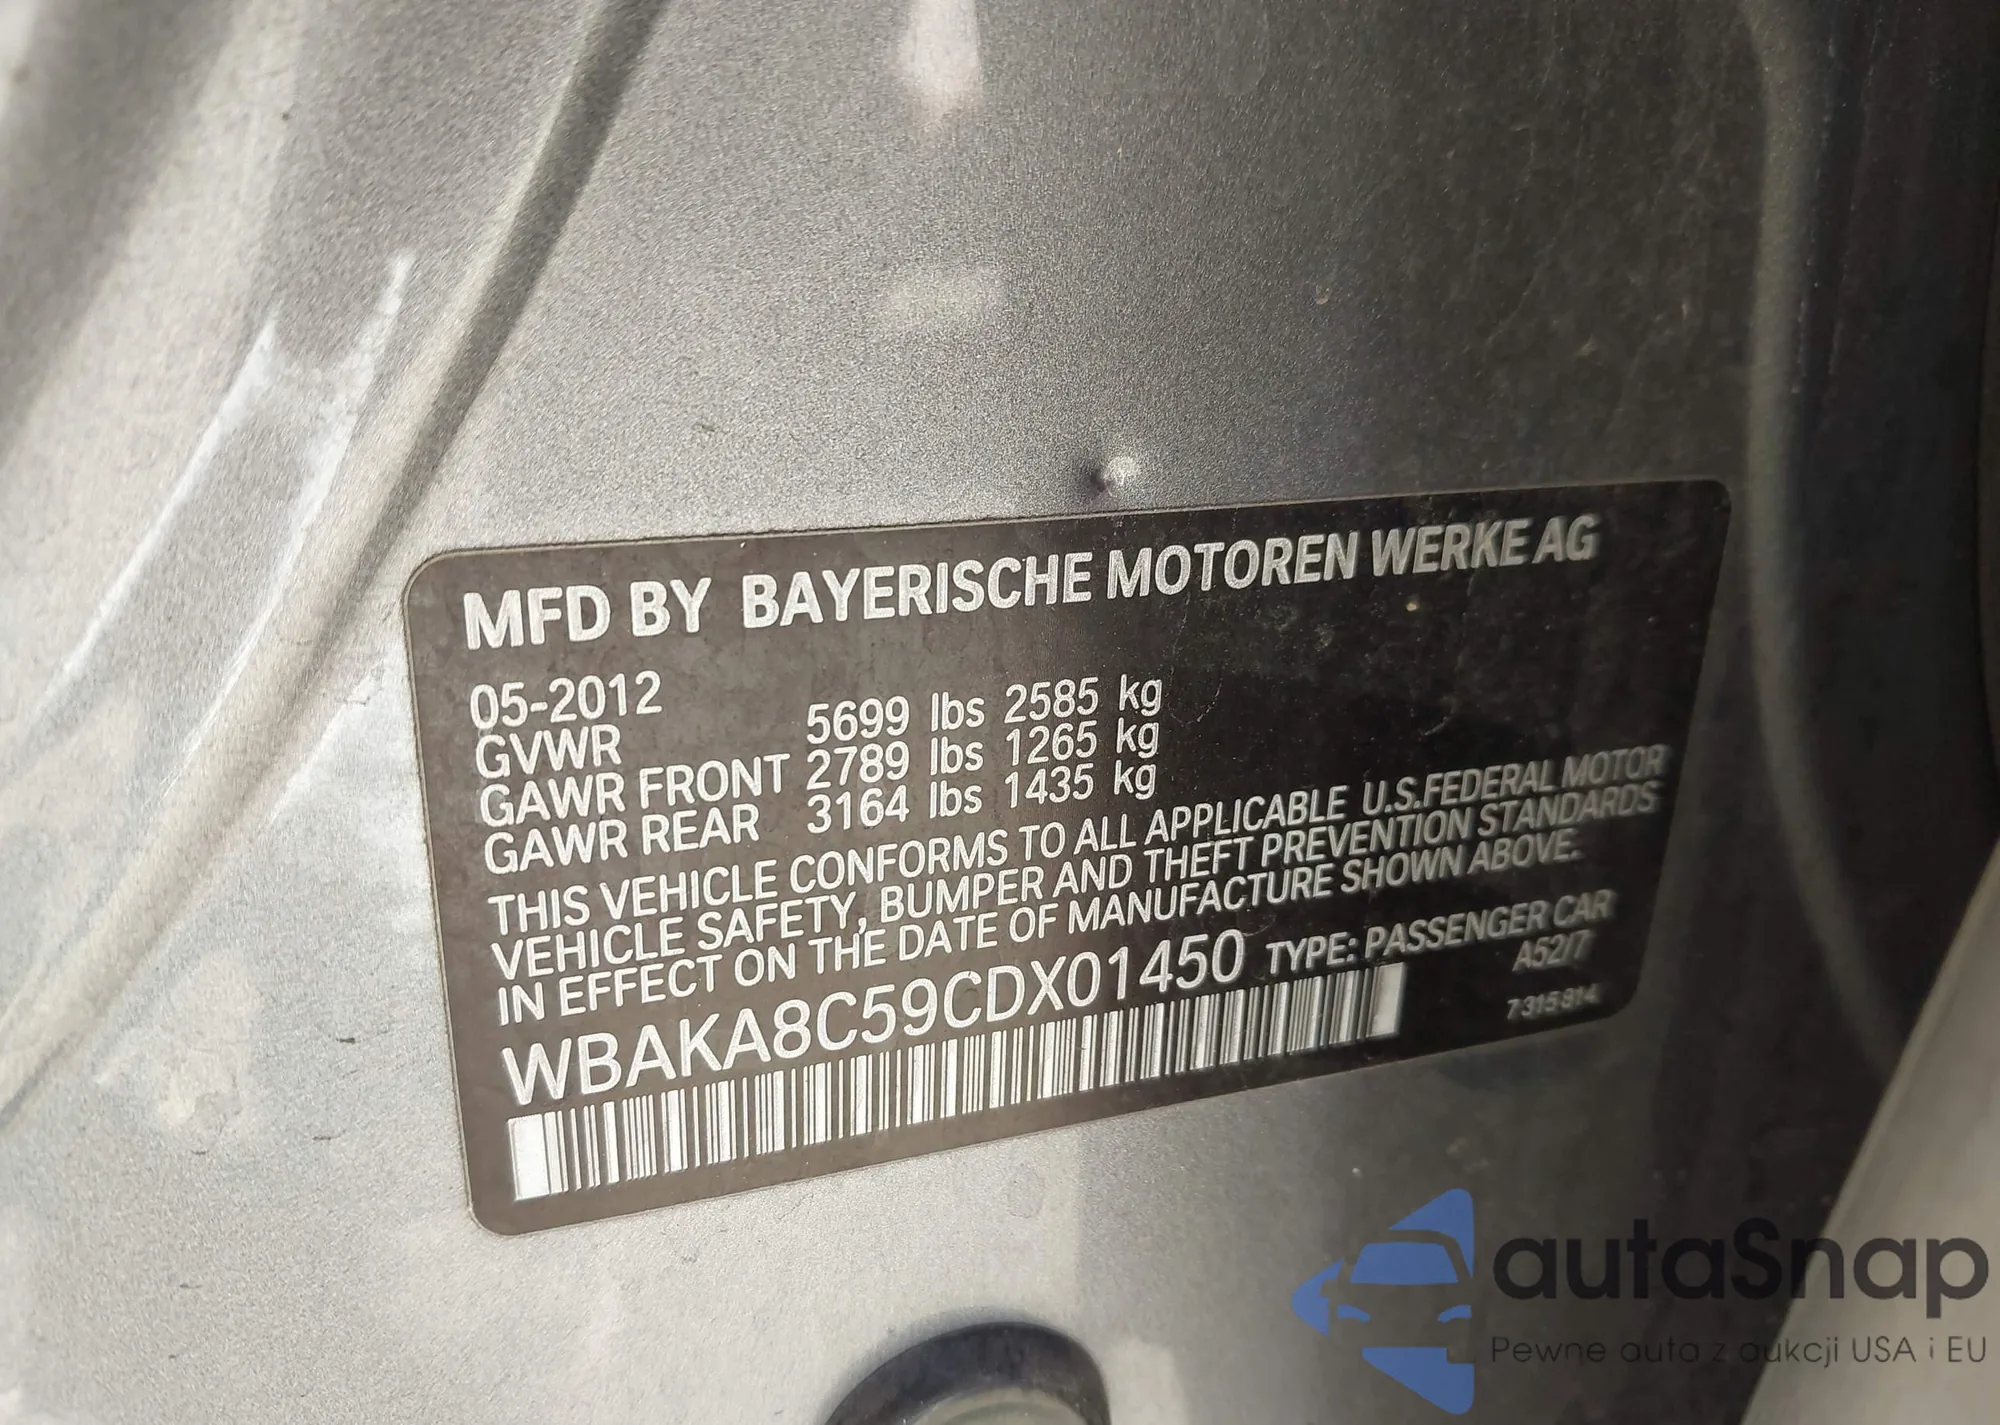 MFD BY BAYERISCHE MOTOREN WERKE AG
05-2012
GVWR 5699 lbs 2585 kg
GAWR FRONT 2789 lbs 1265 kg
GAWR REAR 3164 lbs 1435 kg
THIS VEHICLE CONFORMS TO ALL APPLICABLE U.S.FEDERAL MOTOR
VEHICLE SAFETY, BUMPER AND THEFT PREVENTION STANDARDS
IN EFFECT ON THE DATE OF MANUFACTURE SHOWN ABOVE.
WBAKA8C59CDX01450 TYPE: PASSENGER CAR
A52/7
7 315 814
autaSnap
Pewne auta z aukcji USA i EU